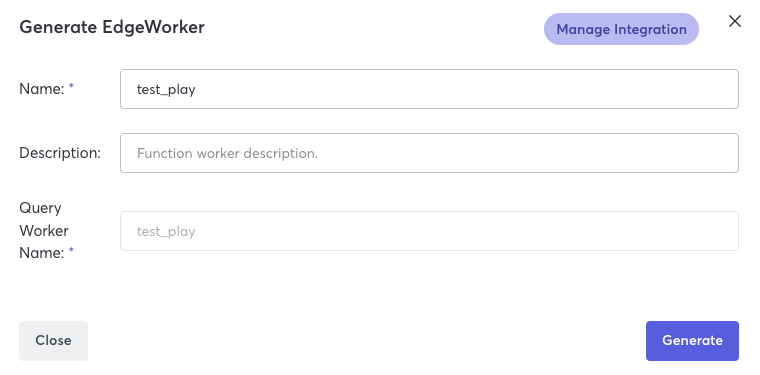 Generate EdgeWorker
Manage Integration
Name: *
test_play
Description:
Function worker description.
Query
Worker
Name: *
test_play
Close
Generate